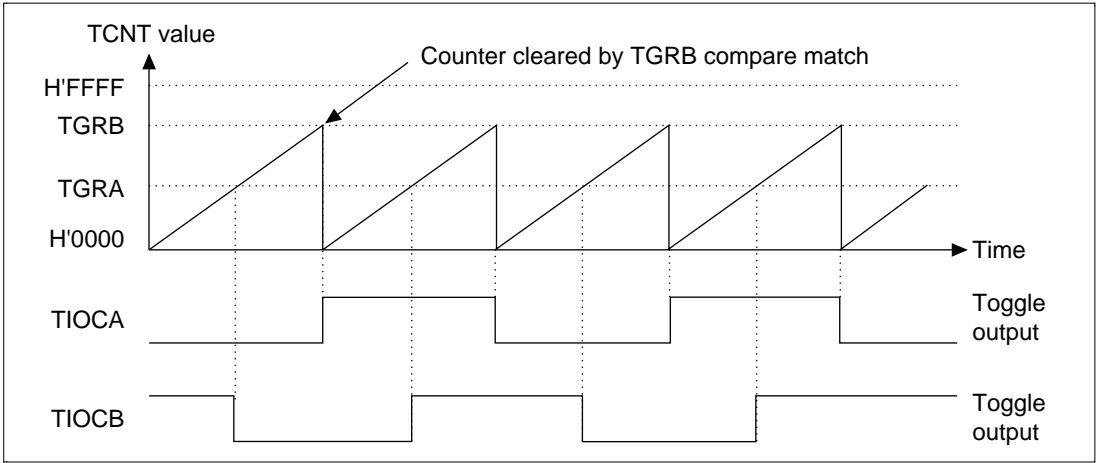 TCNT value
Counter cleared by TGRB compare match
H'FFFF
TGRB
TGRA
H'0000
Time
TIOCA
Toggle
output
TIOCB
Toggle
output